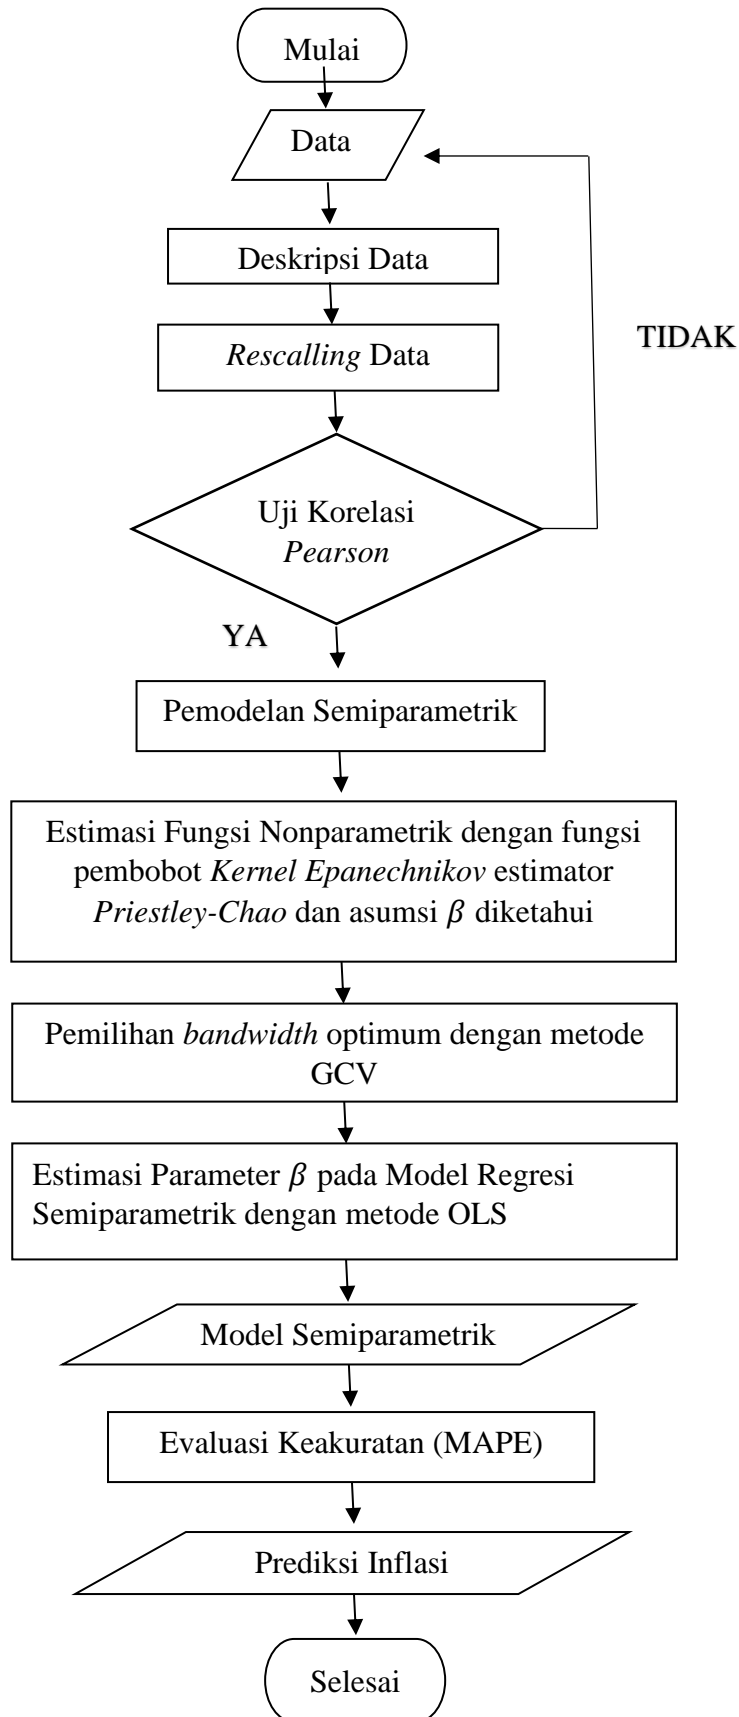 Mulai
Data
Deskripsi Data
TIDAK
Rescalling Data
Uji Korelasi
Pearson
YA
Pemodelan Semiparametrik
Estimasi Fungsi Nonparametrik dengan fungsi
pembobot Kernel Epanechnikov estimator
Priestley-Chao dan asumsi 𝛽 diketahui
Pemilihan bandwidth optimum dengan metode
GCV
Estimasi Parameter 𝛽 pada Model Regresi
Semiparametrik dengan metode OLS
Model Semiparametrik
Evaluasi Keakuratan (MAPE)
Prediksi Inflasi
Selesai